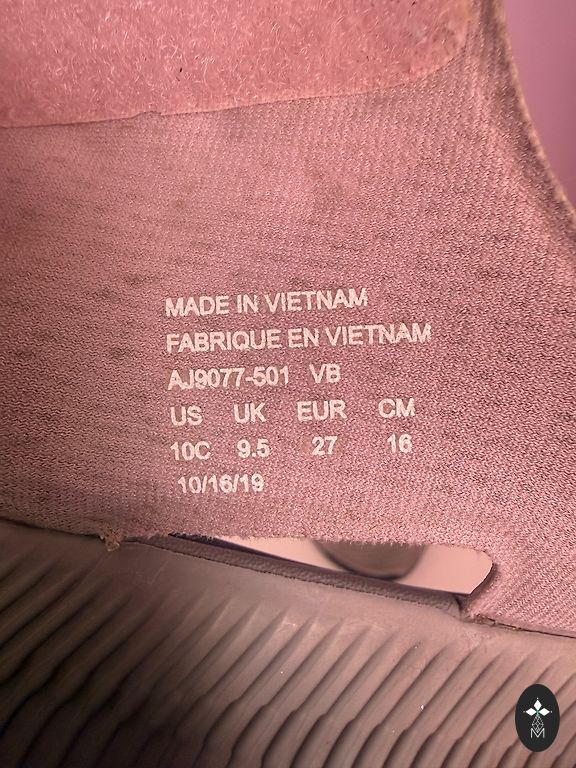 MADE IN VIETNAM
FABRIQUE EN VIETNAM
AJ9077-501 VB
US UK EUR CM
10C 9.5 27 16
10/16/19
M